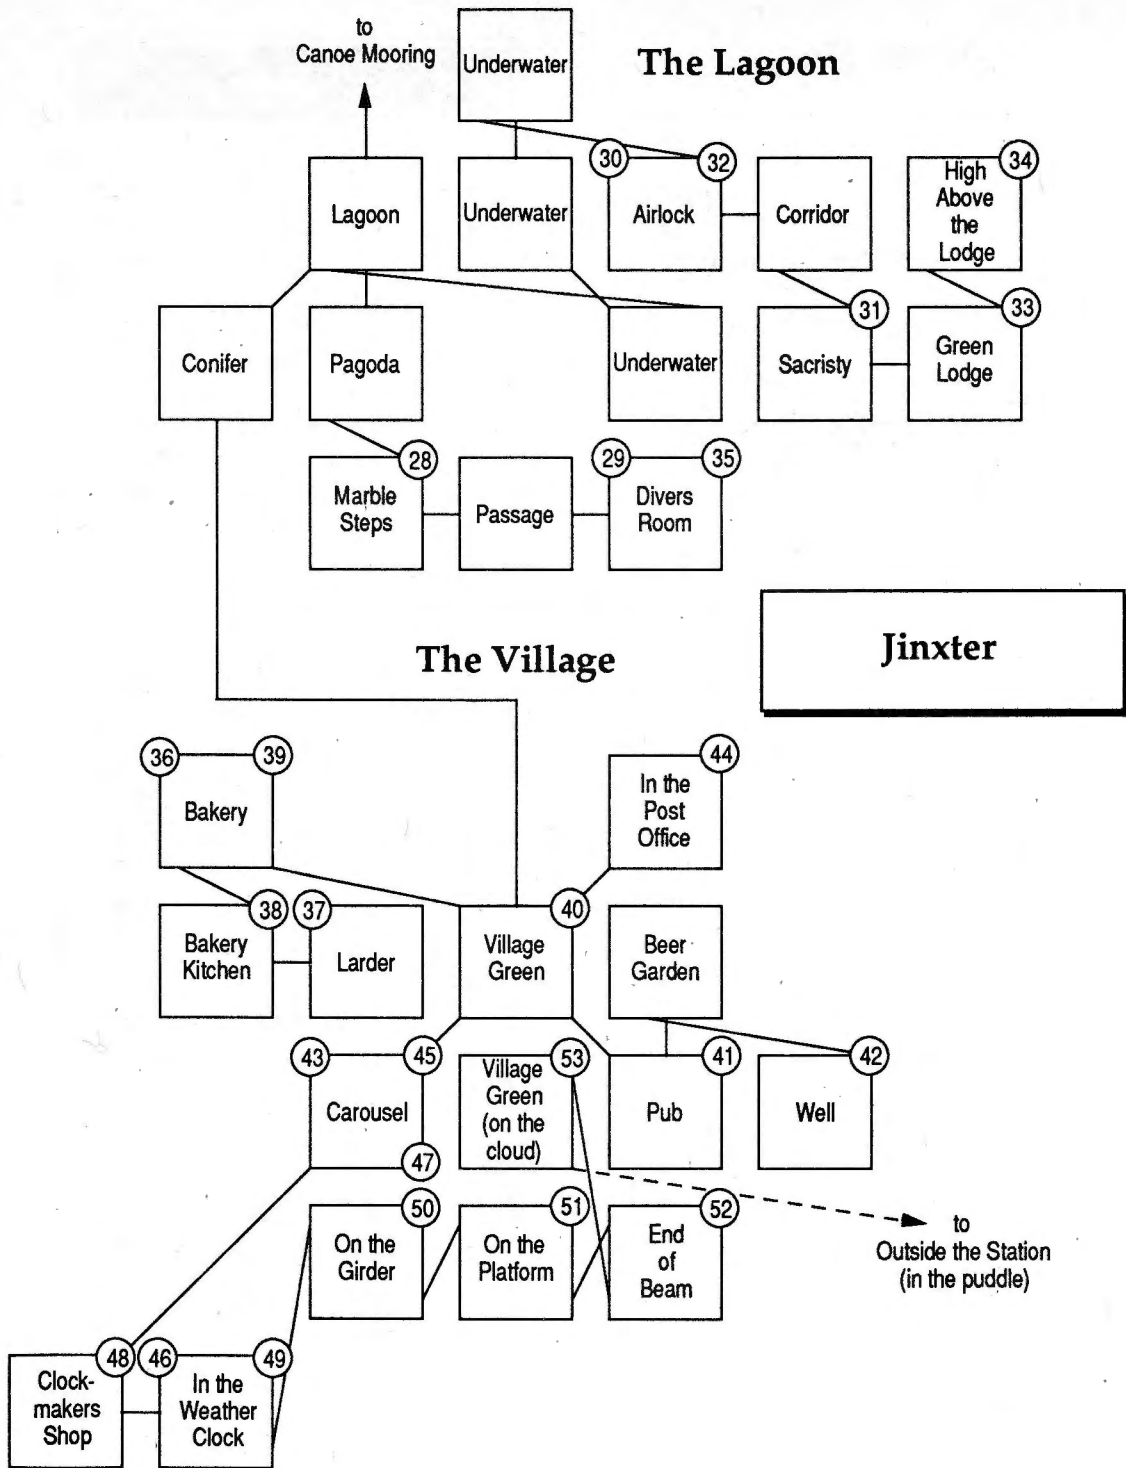 to
Canoe Mooring
Underwater
The Lagoon
30
32
34
Lagoon
Underwater
Airlock
Corridor
High
Above
the
Lodge
31
33
Conifer
Pagoda
Underwater
Sacristy
Green
Lodge
28
29
35
Marble
Steps
Passage
Divers
Room
The Village
Jinxter
36
39
44
Bakery
In the
Post
Office
38
37
40
Bakery
Kitchen
Larder
Village
Green
Beer
Garden
43
45
53
41
42
Carousel
Village
Green
(on the
cloud)
Pub
Well
47
50
51
52
On the
Girder
On the
Platform
End
of
Beam
to
Outside the Station
(in the puddle)
48
46
49
Clock-
makers
Shop
In the
Weather
Clock